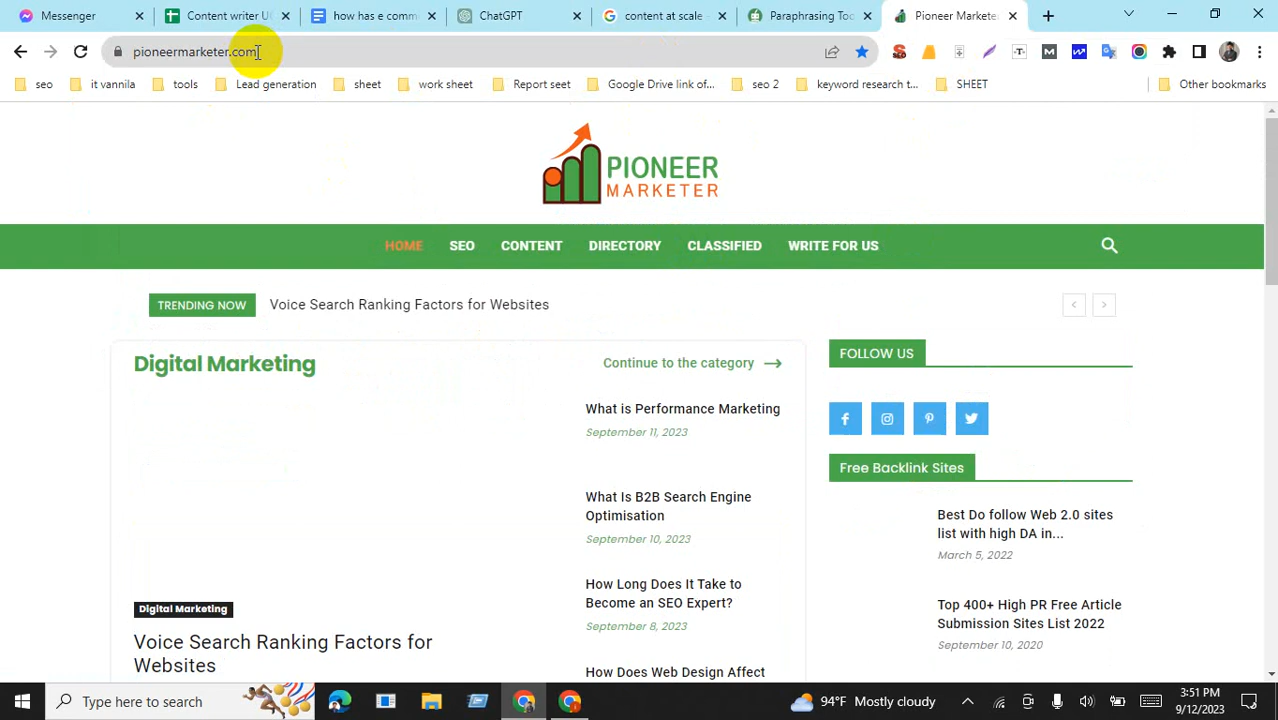 Messenger
Content writer U
how has e comm
ChatGPT
content at scale -
Paraphrasing Too
Pioneer Marketer
pioneermarketer.com
seo
it vannila
tools
Lead generation
sheet
work sheet
Report seet
Google Drive link of...
seo 2
keyword research t...
SHEET
Other bookmarks
PIONEER
MARKETER
HOME
SEO
CONTENT
DIRECTORY
CLASSIFIED
WRITE FOR US
TRENDING NOW
Voice Search Ranking Factors for Websites
Digital Marketing
Continue to the category
What is Performance Marketing
September 11, 2023
What Is B2B Search Engine
Optimisation
September 10, 2023
How Long Does It Take to
Become an SEO Expert?
September 8, 2023
How Does Web Design Affect
Digital Marketing
Voice Search Ranking Factors for
Websites
FOLLOW US
Free Backlink Sites
Best Do follow Web 2.0 sites
list with high DA in...
March 5, 2022
Top 400+ High PR Free Article
Submission Sites List 2022
September 10, 2020
Type here to search
94°F Mostly cloudy
3:51 PM
9/12/2023